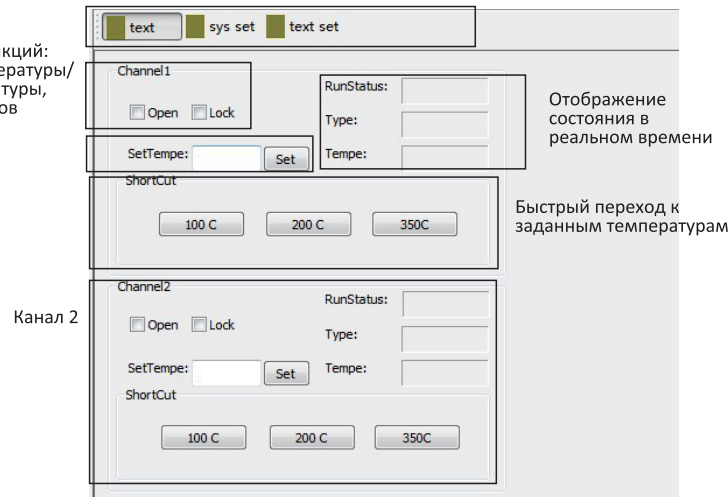 text sys set text set
кций:
ературы/
туры,
ов
Channel1
Open Lock
RunStatus:
Type:
Tempe:
SetTempe: Set
Отображение
состояния в
реальном времени
ShortCut
100 C 200 C 350C
Быстрый переход к
заданным температурам
Канал 2
Channel2
Open Lock
RunStatus:
Type:
Tempe:
SetTempe: Set
ShortCut
100 C 200 C 350C